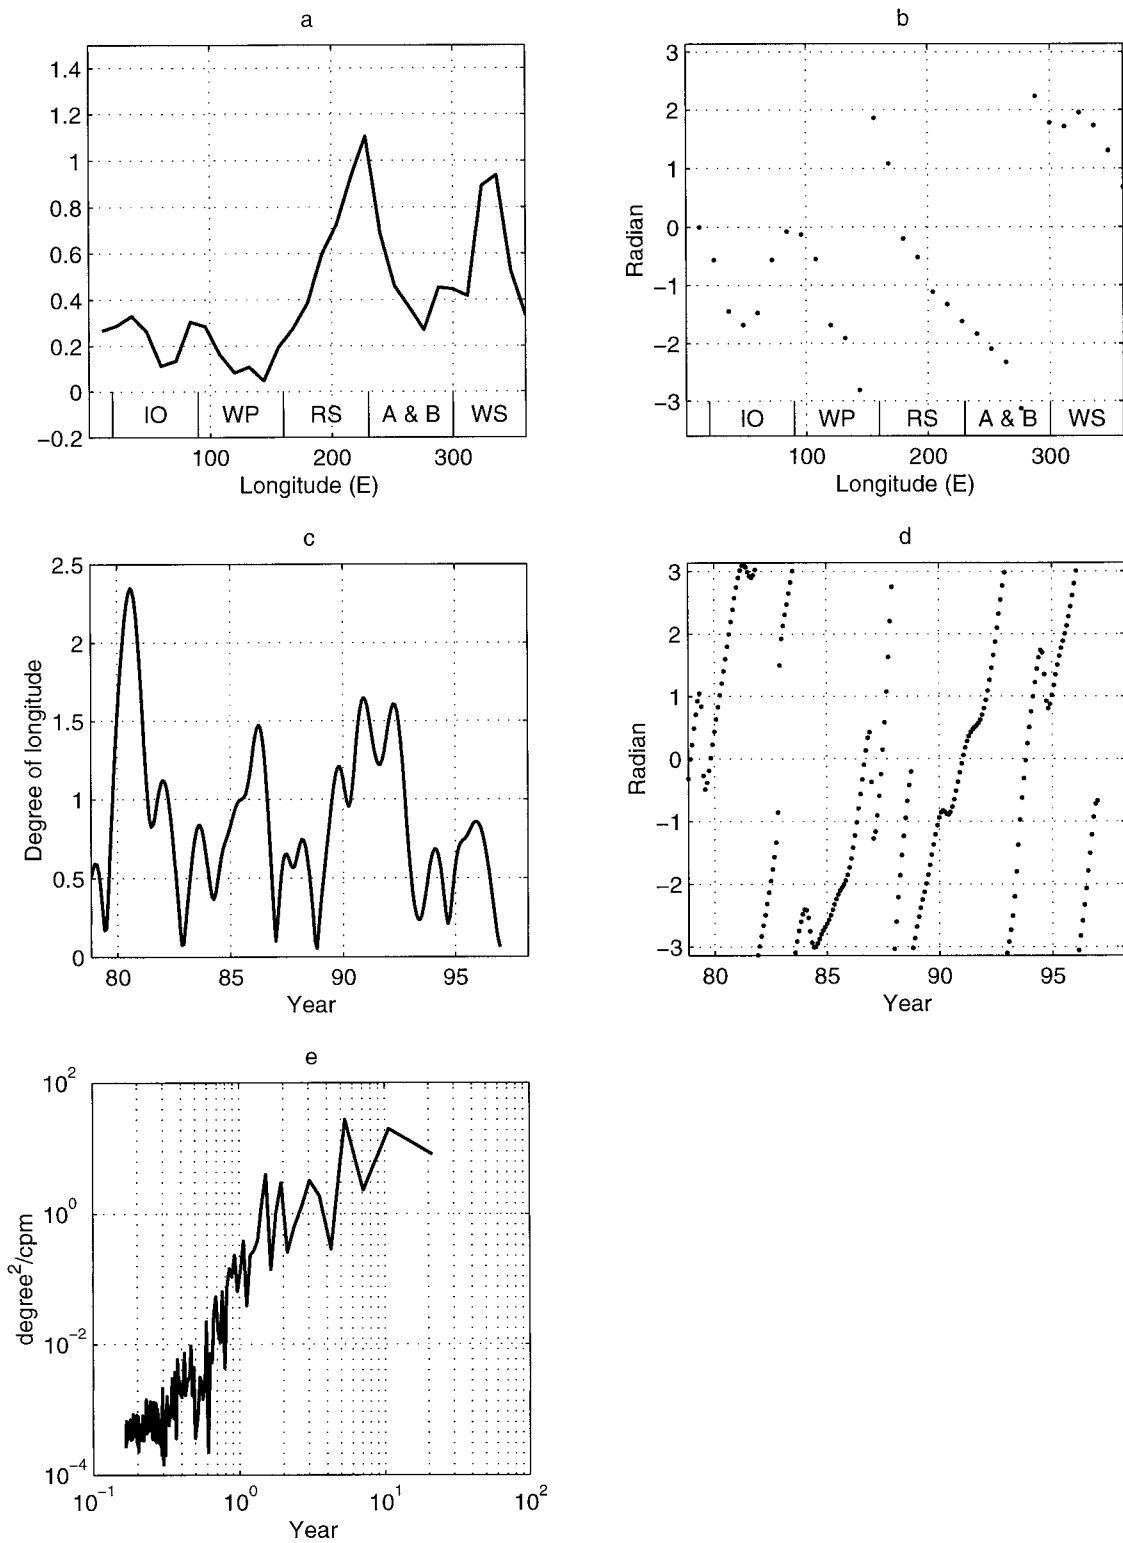 a
1.4
1.2
1
0.8
0.6
0.4
0.2
0
−0.2
IO WP RS A & B WS
100 200 300
Longitude (E)
b
3
2
1
0
−1
−2
−3
Radian
IO WP RS A & B WS
100 200 300
Longitude (E)
c
2.5
2
1.5
1
0.5
0
Degree of longitude
80 85 90 95
Year
d
3
2
1
0
−1
−2
−3
Radian
80 85 90 95
Year
e
10²
10⁰
10⁻²
10⁻⁴
degree²/cpm
10⁻¹ 10⁰ 10¹ 10²
Year